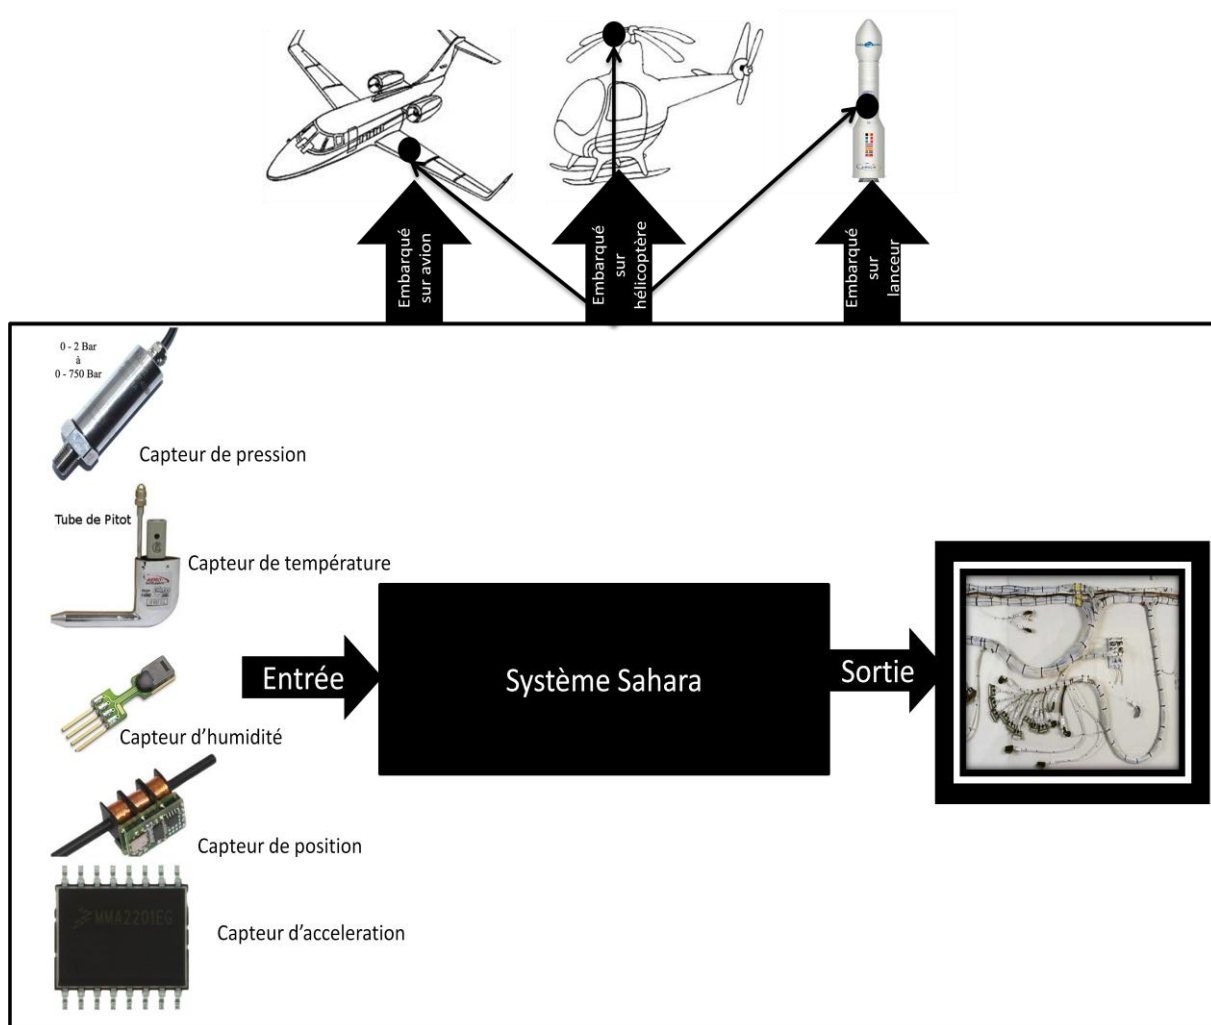 Embarqué
sur avion
Embarqué
sur
hélicoptère
Embarqué
sur
lanceur
0 - 2 Bar
à
0 - 750 Bar
Capteur de pression
Tube de Pitot
Capteur de température
Entrée
Système Sahara
Sortie
Capteur d'humidité
Capteur de position
MMA2201EG
Capteur d'acceleration